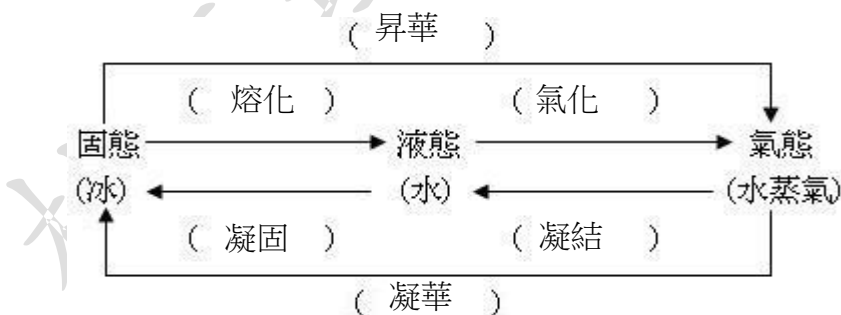 ( 昇華 )
( 熔化 ) ( 氣化 )
固態 液態 氣態
(冰) (水) (水蒸氣)
( 凝固 ) ( 凝結 )
( 凝華 )